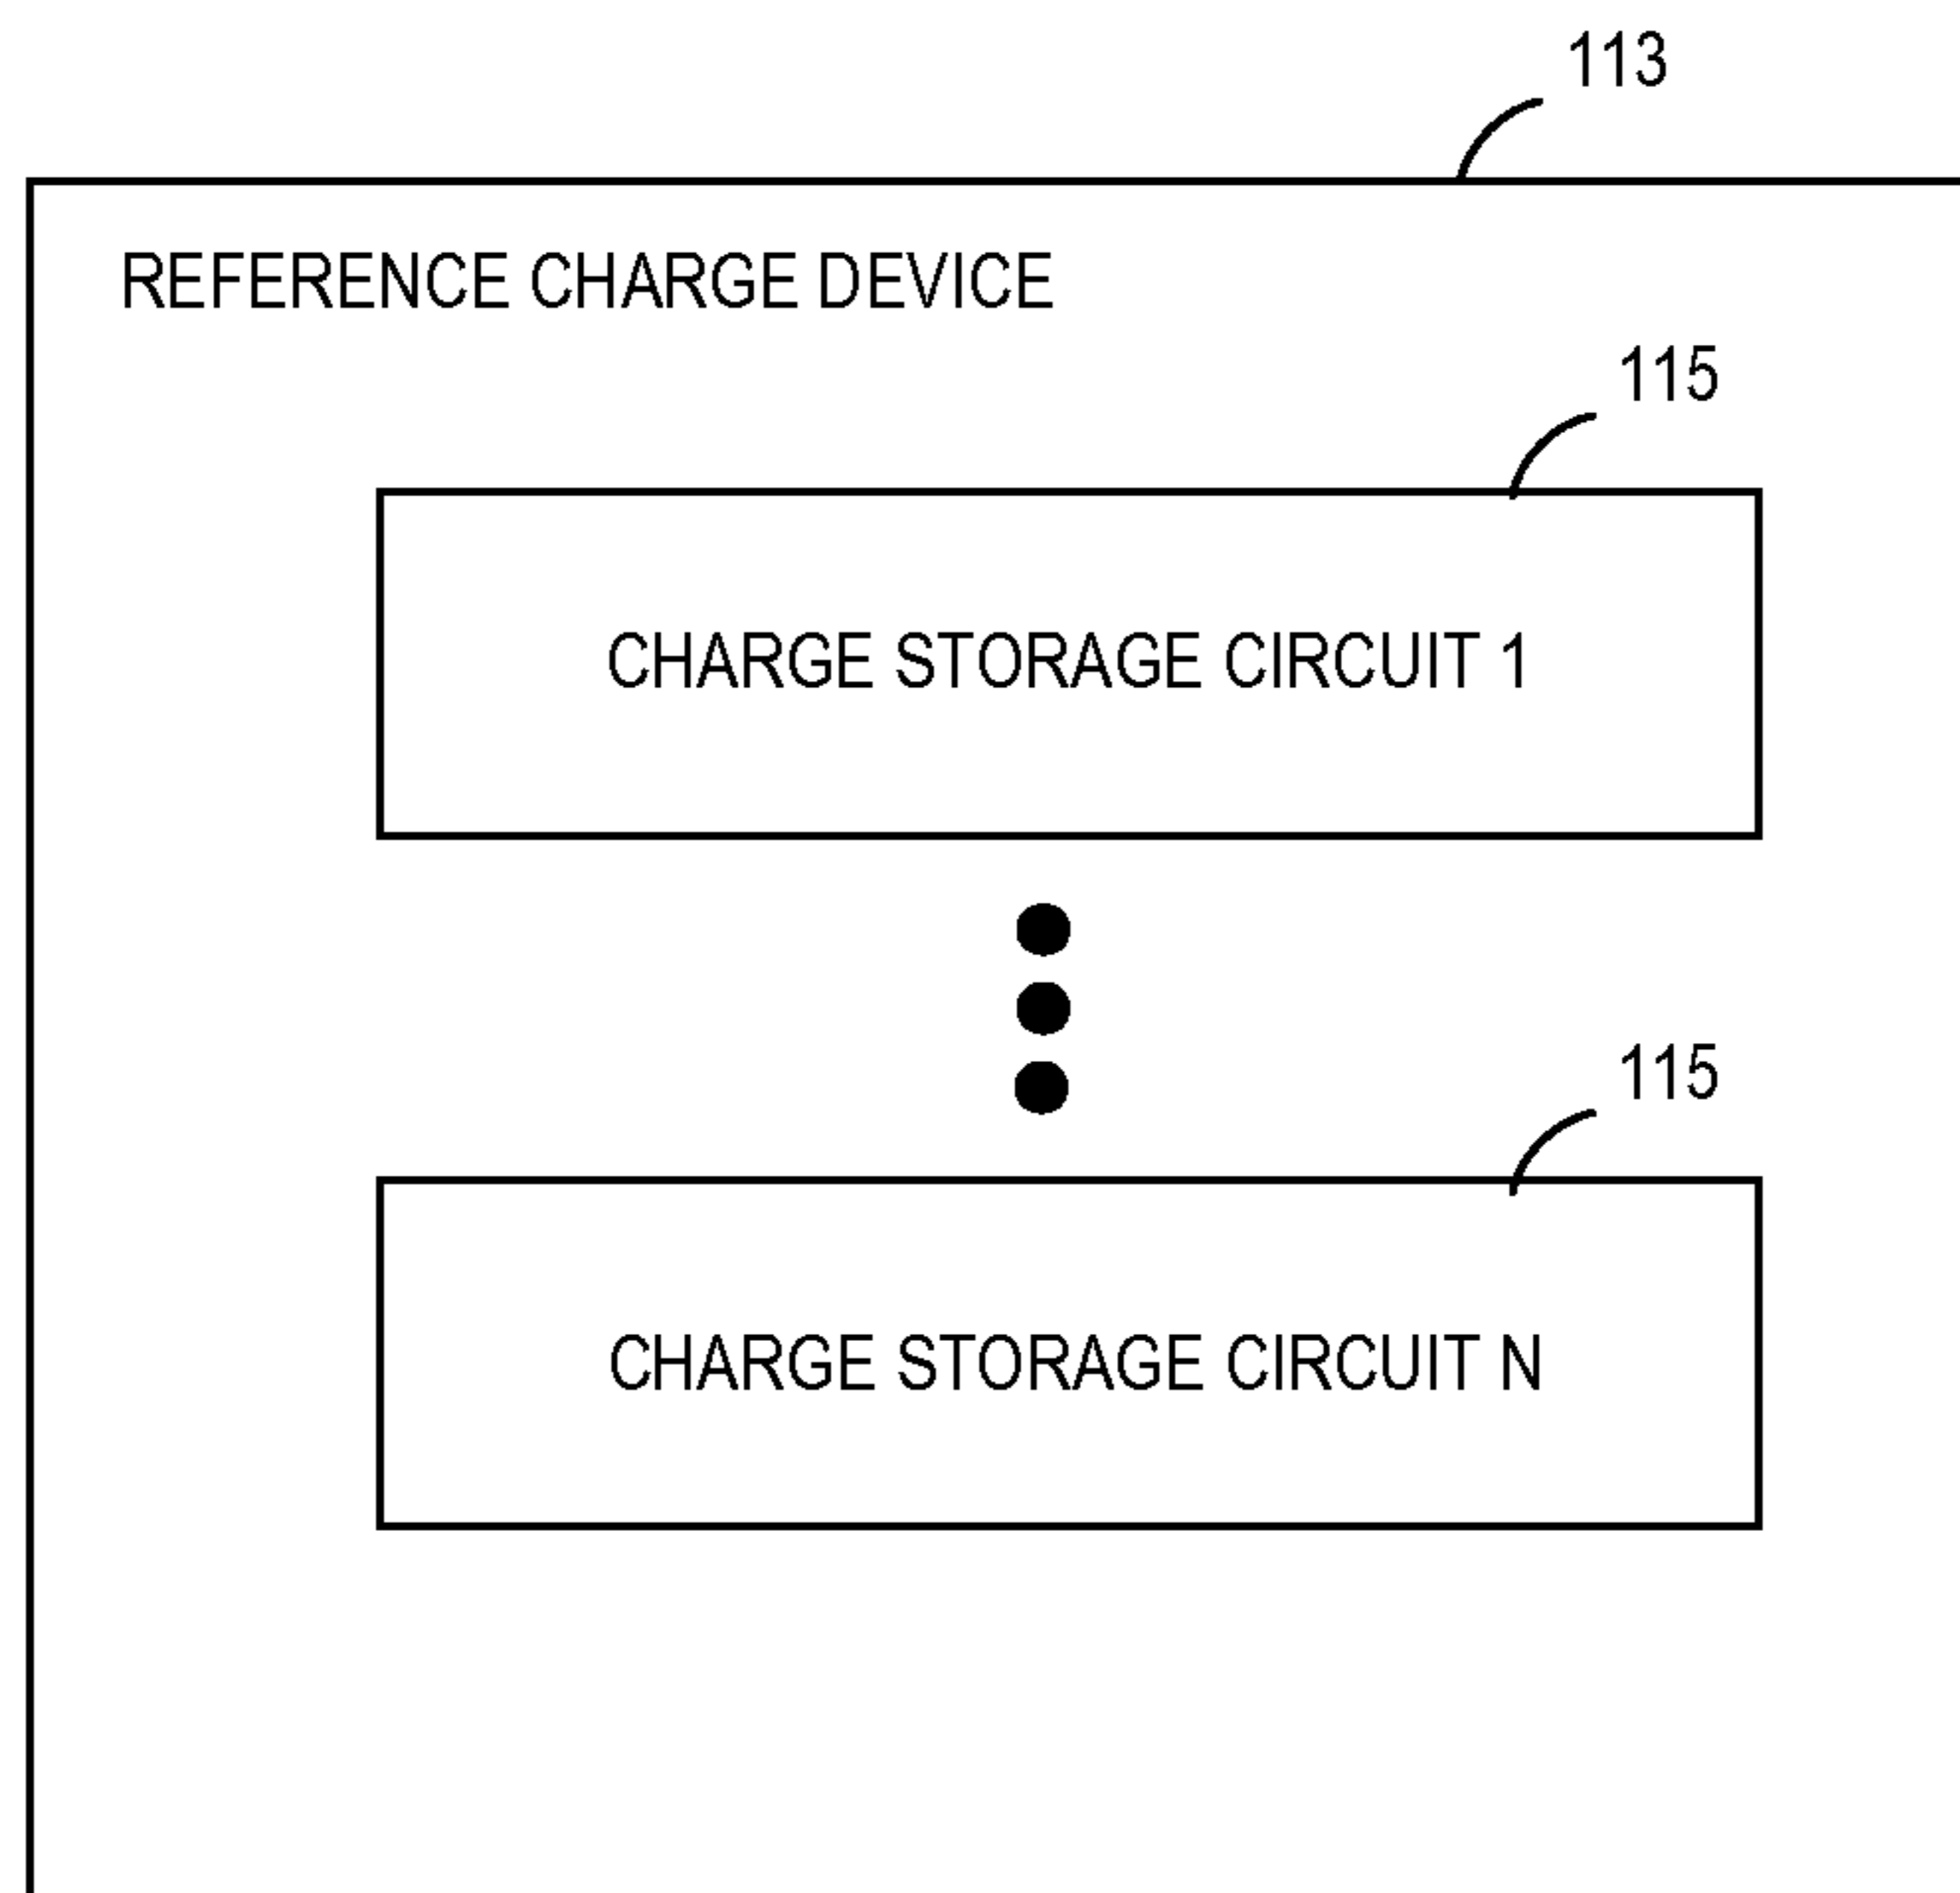 113
REFERENCE CHARGE DEVICE
115
CHARGE STORAGE CIRCUIT 1
115
CHARGE STORAGE CIRCUIT N